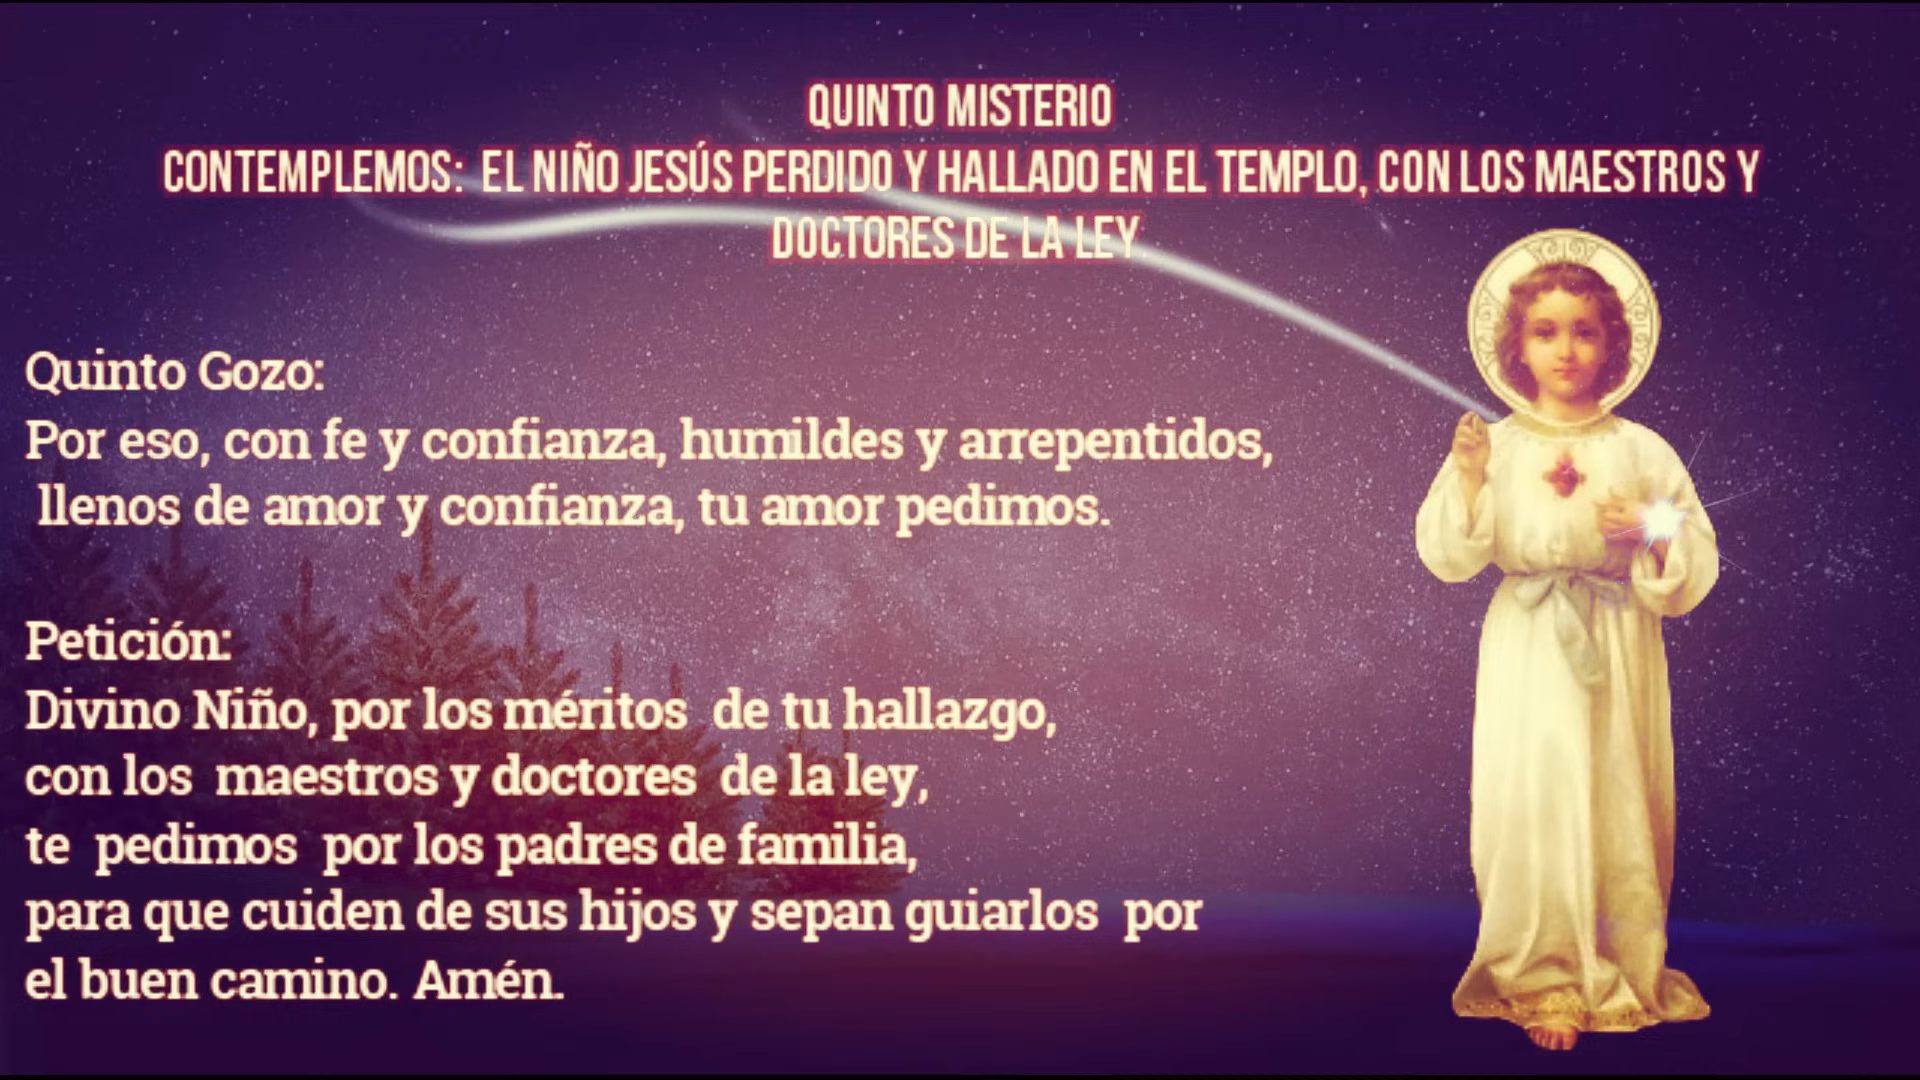 QUINTO MISTERIO
CONTEMPLEMOS: EL NIÑO JESÚS PERDIDO Y HALLADO EN EL TEMPLO, CON LOS MAESTROS Y
DOCTORES DE LA LEY
Quinto Gozo:
Por eso, con fe y confianza, humildes y arrepentidos,
llenos de amor y confianza, tu amor pedimos.
Petición:
Divino Niño, por los méritos de tu hallazgo,
con los maestros y doctores de la ley,
te pedimos por los padres de familia,
para que cuiden de sus hijos y sepan guiarlos por
el buen camino. Amén.